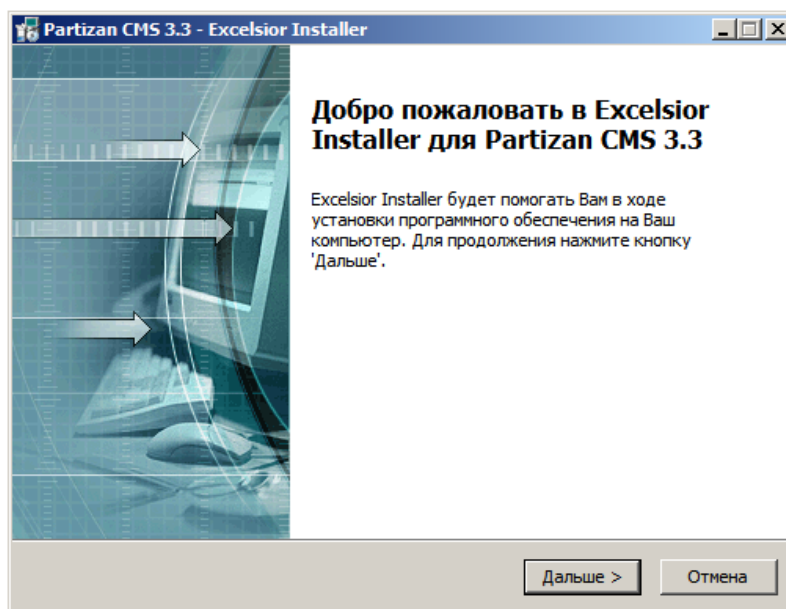 Partizan CMS 3.3 - Excelsior Installer
Добро пожаловать в Excelsior
Installer для Partizan CMS 3.3
Excelsior Installer будет помогать Вам в ходе
установки программного обеспечения на Ваш
компьютер. Для продолжения нажмите кнопку
'Дальше'.
Дальше >
Отмена